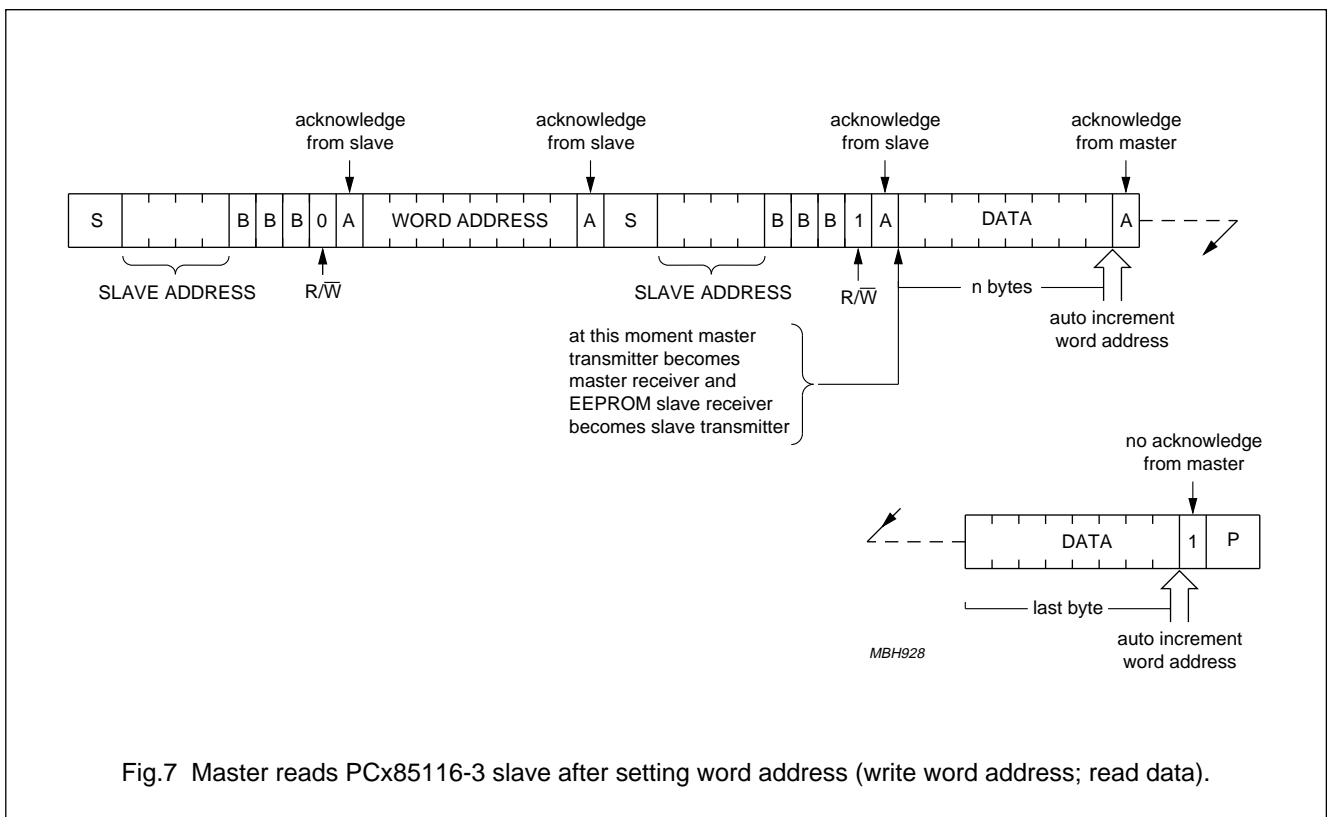 acknowledge
from slave
acknowledge
from slave
acknowledge
from slave
acknowledge
from master
S B B B 0 A WORD ADDRESS A S B B B 1 A DATA A
SLAVE ADDRESS
R/W̅
SLAVE ADDRESS
R/W̅
n bytes
auto increment
word address
at this moment master
transmitter becomes
master receiver and
EEPROM slave receiver
becomes slave transmitter
no acknowledge
from master
DATA 1 P
last byte
auto increment
word address
MBH928
Fig.7 Master reads PCx85116-3 slave after setting word address (write word address; read data).